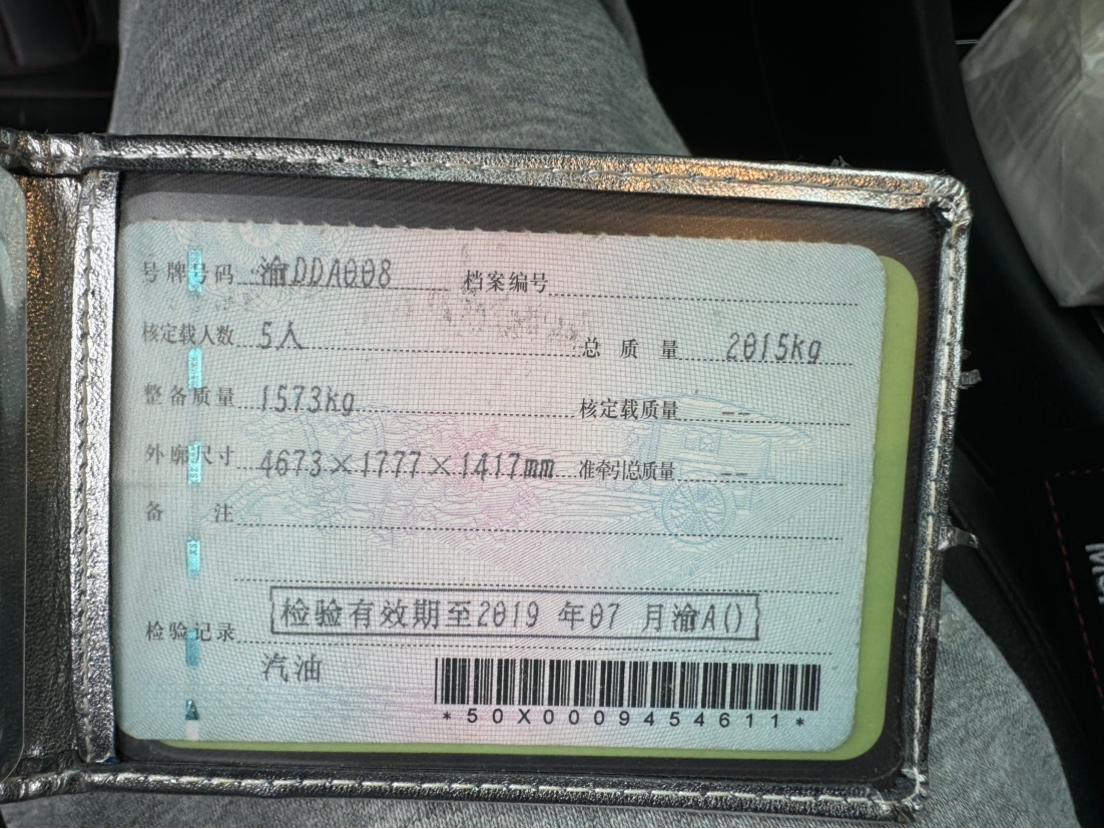 号牌号码 渝DDA008 档案编号
核定载人数 5人 总质量 2015kg
整备质量 1573kg 核定载质量 --
外廓尺寸 4673×1777×1417mm 准牵引总质量 --
备注
检验记录 检验有效期至2019年07月渝A()
汽油
*50X0009454611*